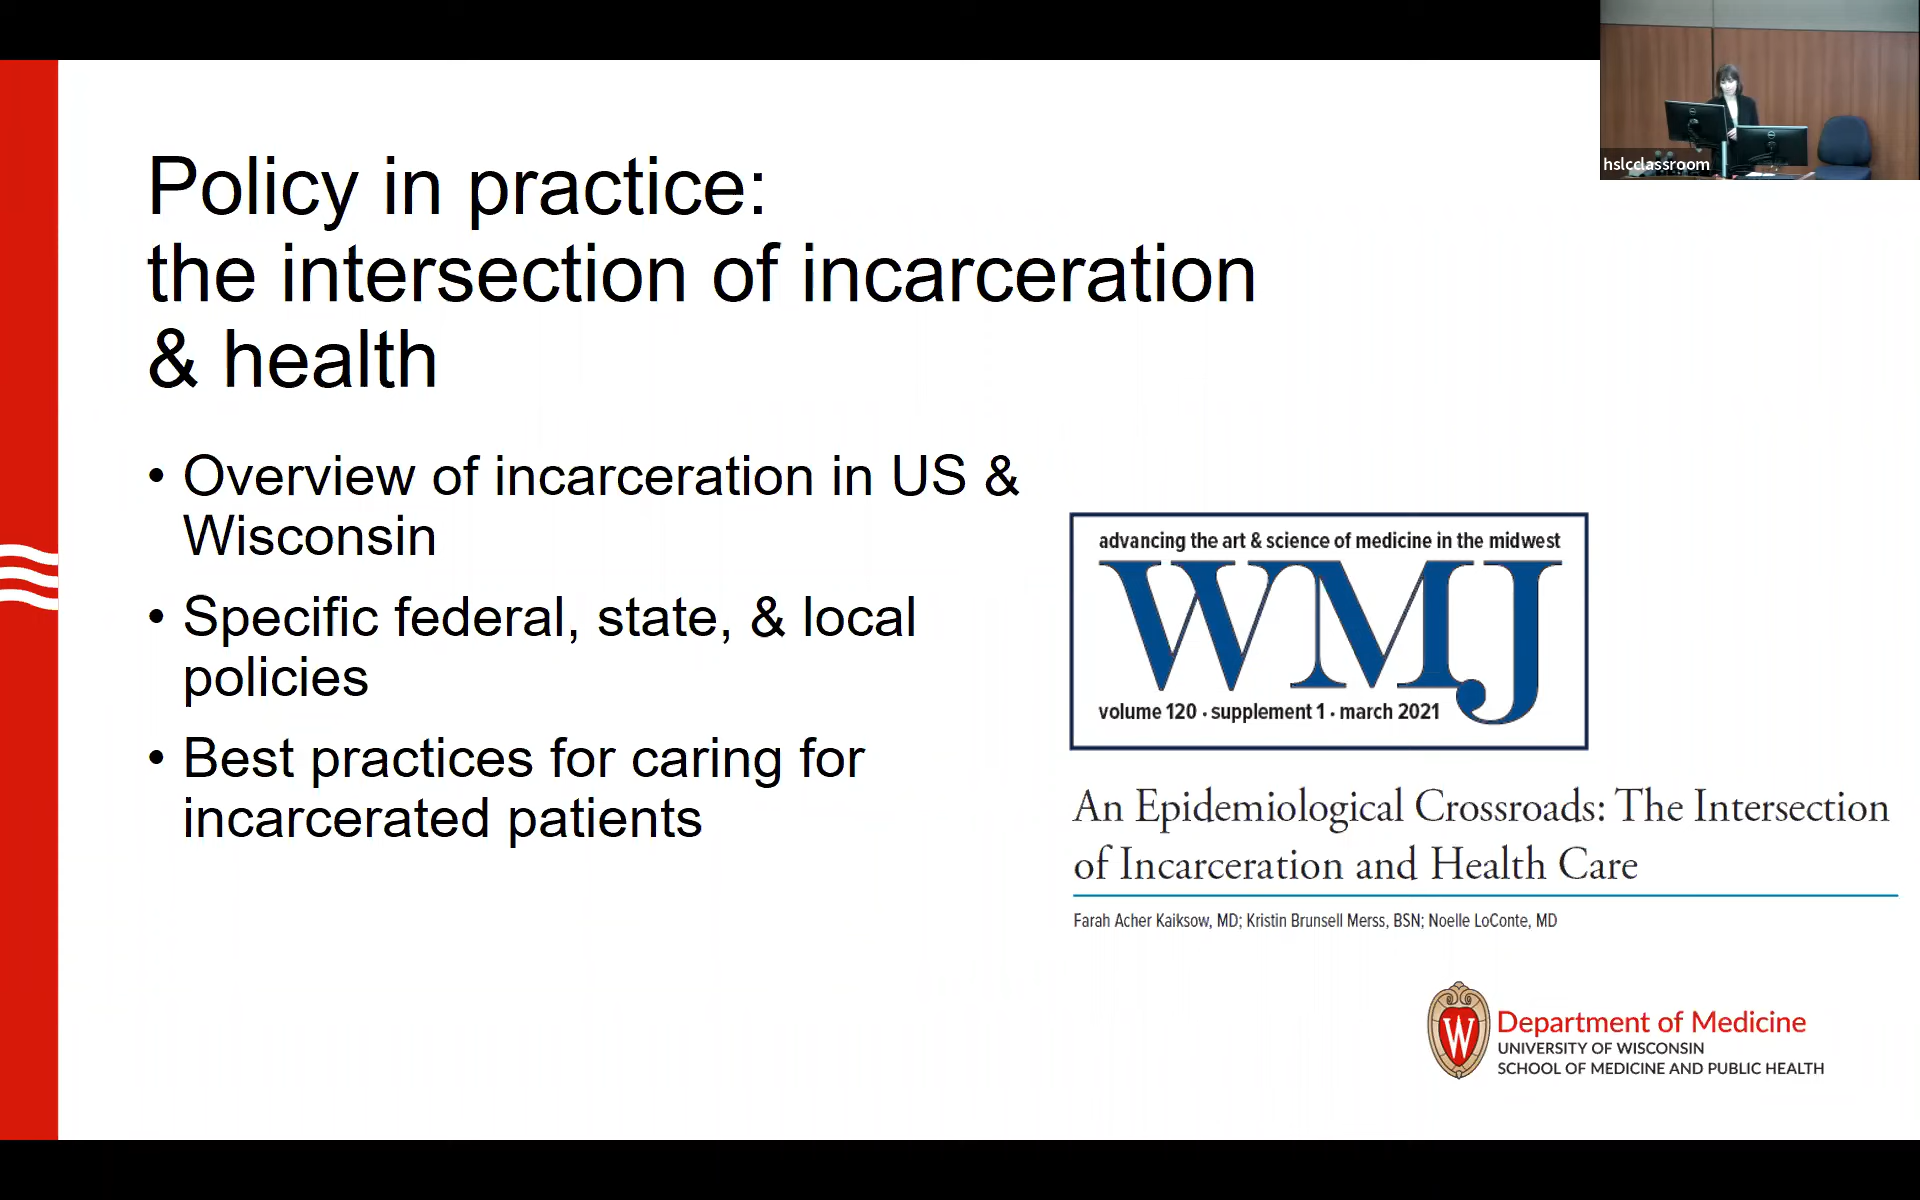 hslcclassroom
Policy in practice:
the intersection of incarceration
& health
• Overview of incarceration in US &
Wisconsin
• Specific federal, state, & local
policies
• Best practices for caring for
incarcerated patients
advancing the art & science of medicine in the midwest
WMJ
volume 120 • supplement 1 • march 2021
An Epidemiological Crossroads: The Intersection
of Incarceration and Health Care
Farah Acher Kaiksow, MD; Kristin Brunsell Merss, BSN; Noelle LoConte, MD
W
Department of Medicine
UNIVERSITY OF WISCONSIN
SCHOOL OF MEDICINE AND PUBLIC HEALTH